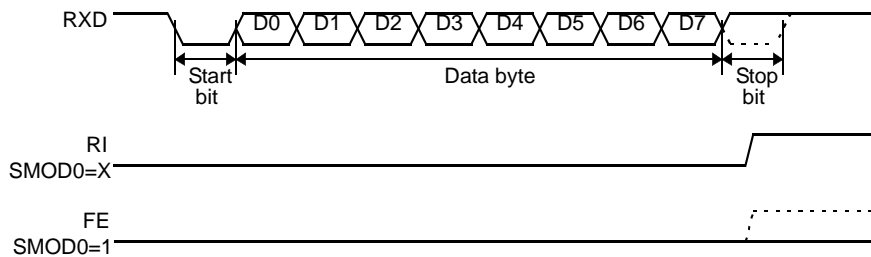 RXD D0 D1 D2 D3 D4 D5 D6 D7
Start bit Data byte Stop bit
RI
SMOD0=X
FE
SMOD0=1